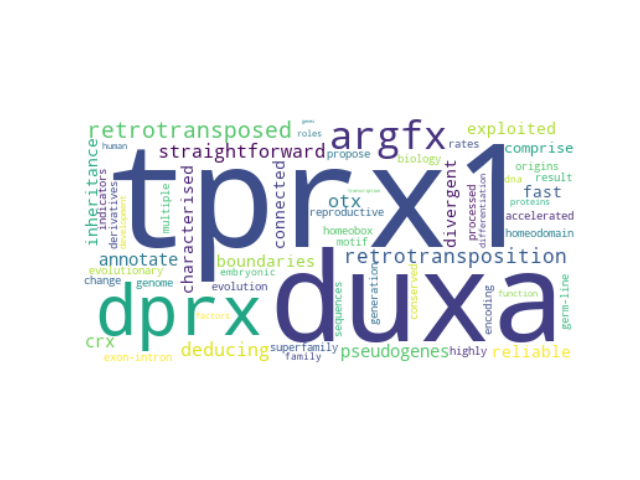 genes
retrotransposed
roles
argfx
exploited
human
straightforward
propose
biology
rates
comprise
inheritance
indicators
derivatives
development
multiple
characterised
tprx1
connected
transcription
divergent
processed
differentiation
dna
origins
fast
result
proteins
otx
reproductive
accelerated
homeobox
motif
homeodomain
annotate
boundaries
retrotransposition
evolutionary
embryonic
change
genome
evolution
dprx
factors
duxa
sequences
generation
conserved
encoding
function
germ-line
crx
exon-intron
deducing
superfamily
family
pseudogenes
highly
reliable